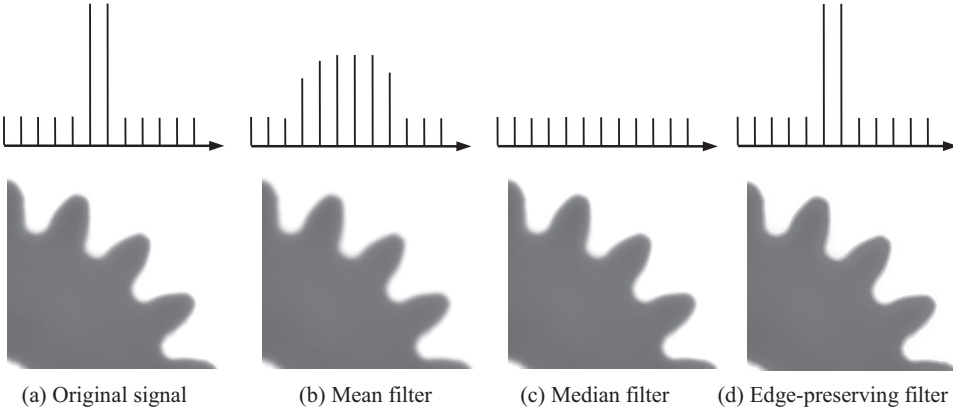 (a) Original signal
(b) Mean filter
(c) Median filter
(d) Edge-preserving filter